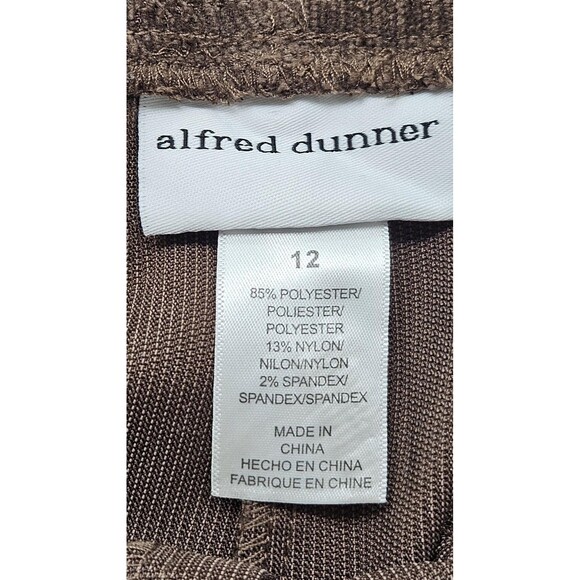 alfred dunner
12
85% POLYESTER/
POLIESTER/
POLYESTER
13% NYLON/
NILON/NYLON
2% SPANDEX/
SPANDEX/SPANDEX
MADE IN
CHINA
HECHO EN CHINA
FABRIQUE EN CHINE